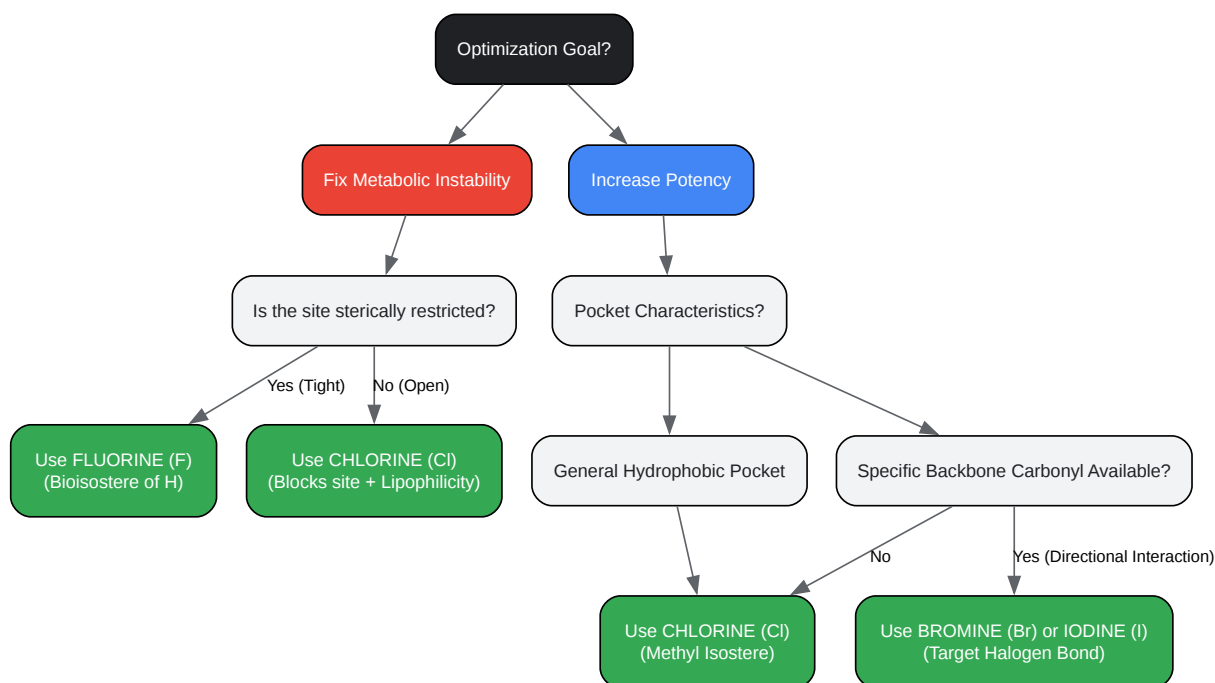 Optimization Goal?
Fix Metabolic Instability
Increase Potency
Is the site sterically restricted?
Pocket Characteristics?
Yes (Tight)
No (Open)
Use FLUORINE (F)
(Bioisostere of H)
Use CHLORINE (Cl)
(Blocks site + Lipophilicity)
General Hydrophobic Pocket
Specific Backbone Carbonyl Available?
No
Yes (Directional Interaction)
Use CHLORINE (Cl)
(Methyl Isostere)
Use BROMINE (Br) or IODINE (I)
(Target Halogen Bond)